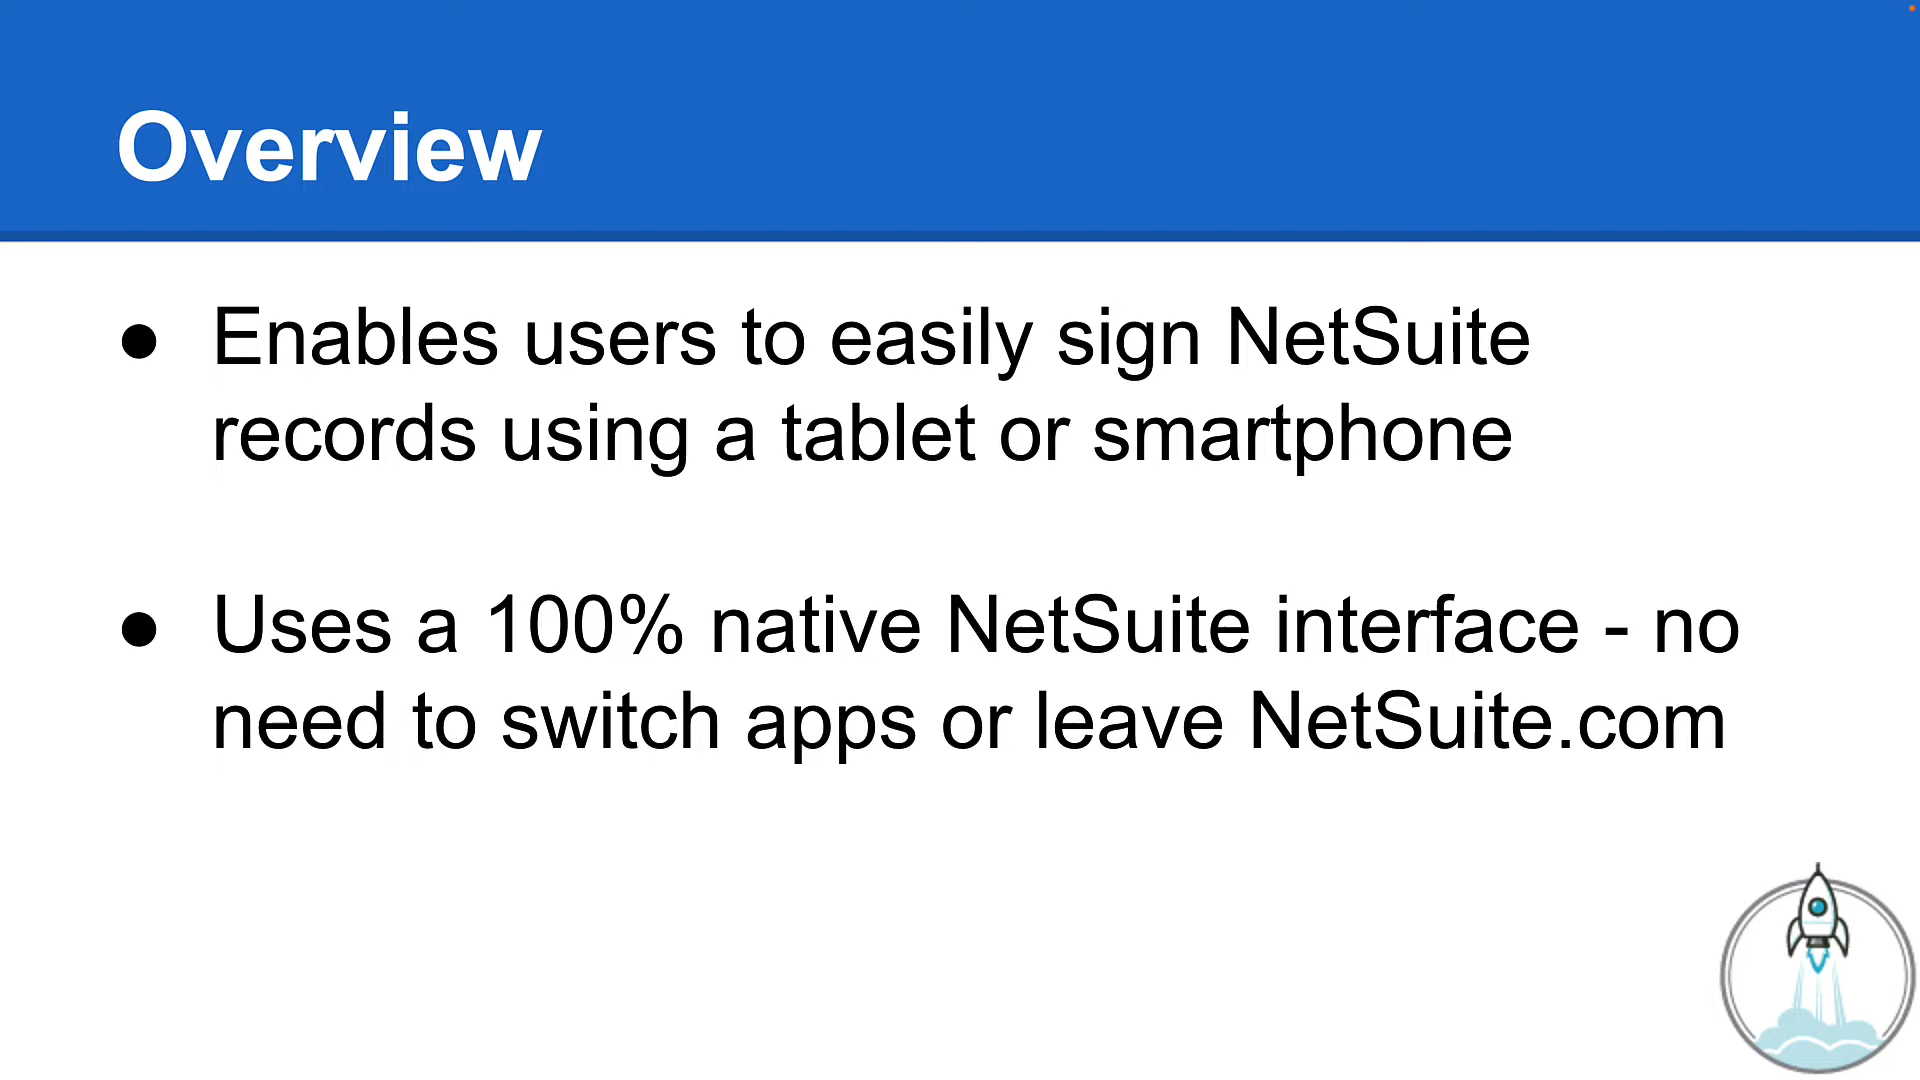 Overview
● Enables users to easily sign NetSuite
records using a tablet or smartphone
● Uses a 100% native NetSuite interface - no
need to switch apps or leave NetSuite.com